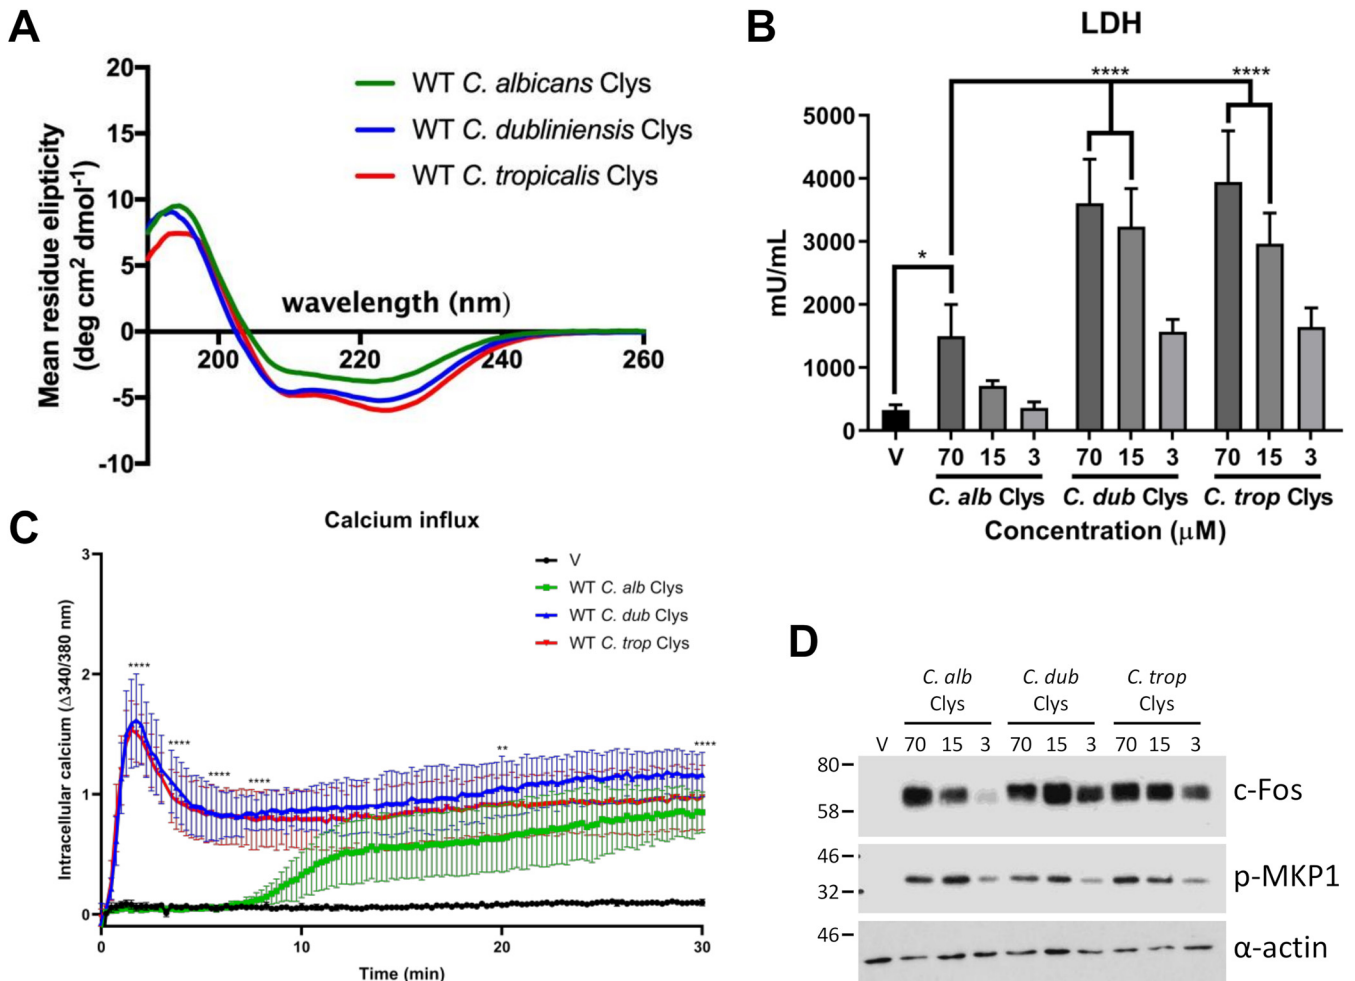 A
20
15
10
5
0
-5
-10
Mean residue elipticity
(deg cm² dmol⁻¹)
WT C. albicans Clys
WT C. dubliniensis Clys
WT C. tropicalis Clys
wavelength (nm)
200 220 240 260
B
LDH
**** ****
*
5000
4000
3000
2000
1000
0
mU/mL
V 70 15 3 70 15 3 70 15 3
C. alb Clys C. dub Clys C. trop Clys
Concentration (μM)
C
Calcium influx
3
2
1
0
Intracellular calcium (Δ340/380 nm)
V
WT C. alb Clys
WT C. dub Clys
WT C. trop Clys
**** **** **** **** ** ****
0 10 20 30
Time (min)
D
C. alb C. dub C. trop
Clys Clys Clys
V 70 15 3 70 15 3 70 15 3
80
58
c-Fos
46
32
p-MKP1
46
α-actin